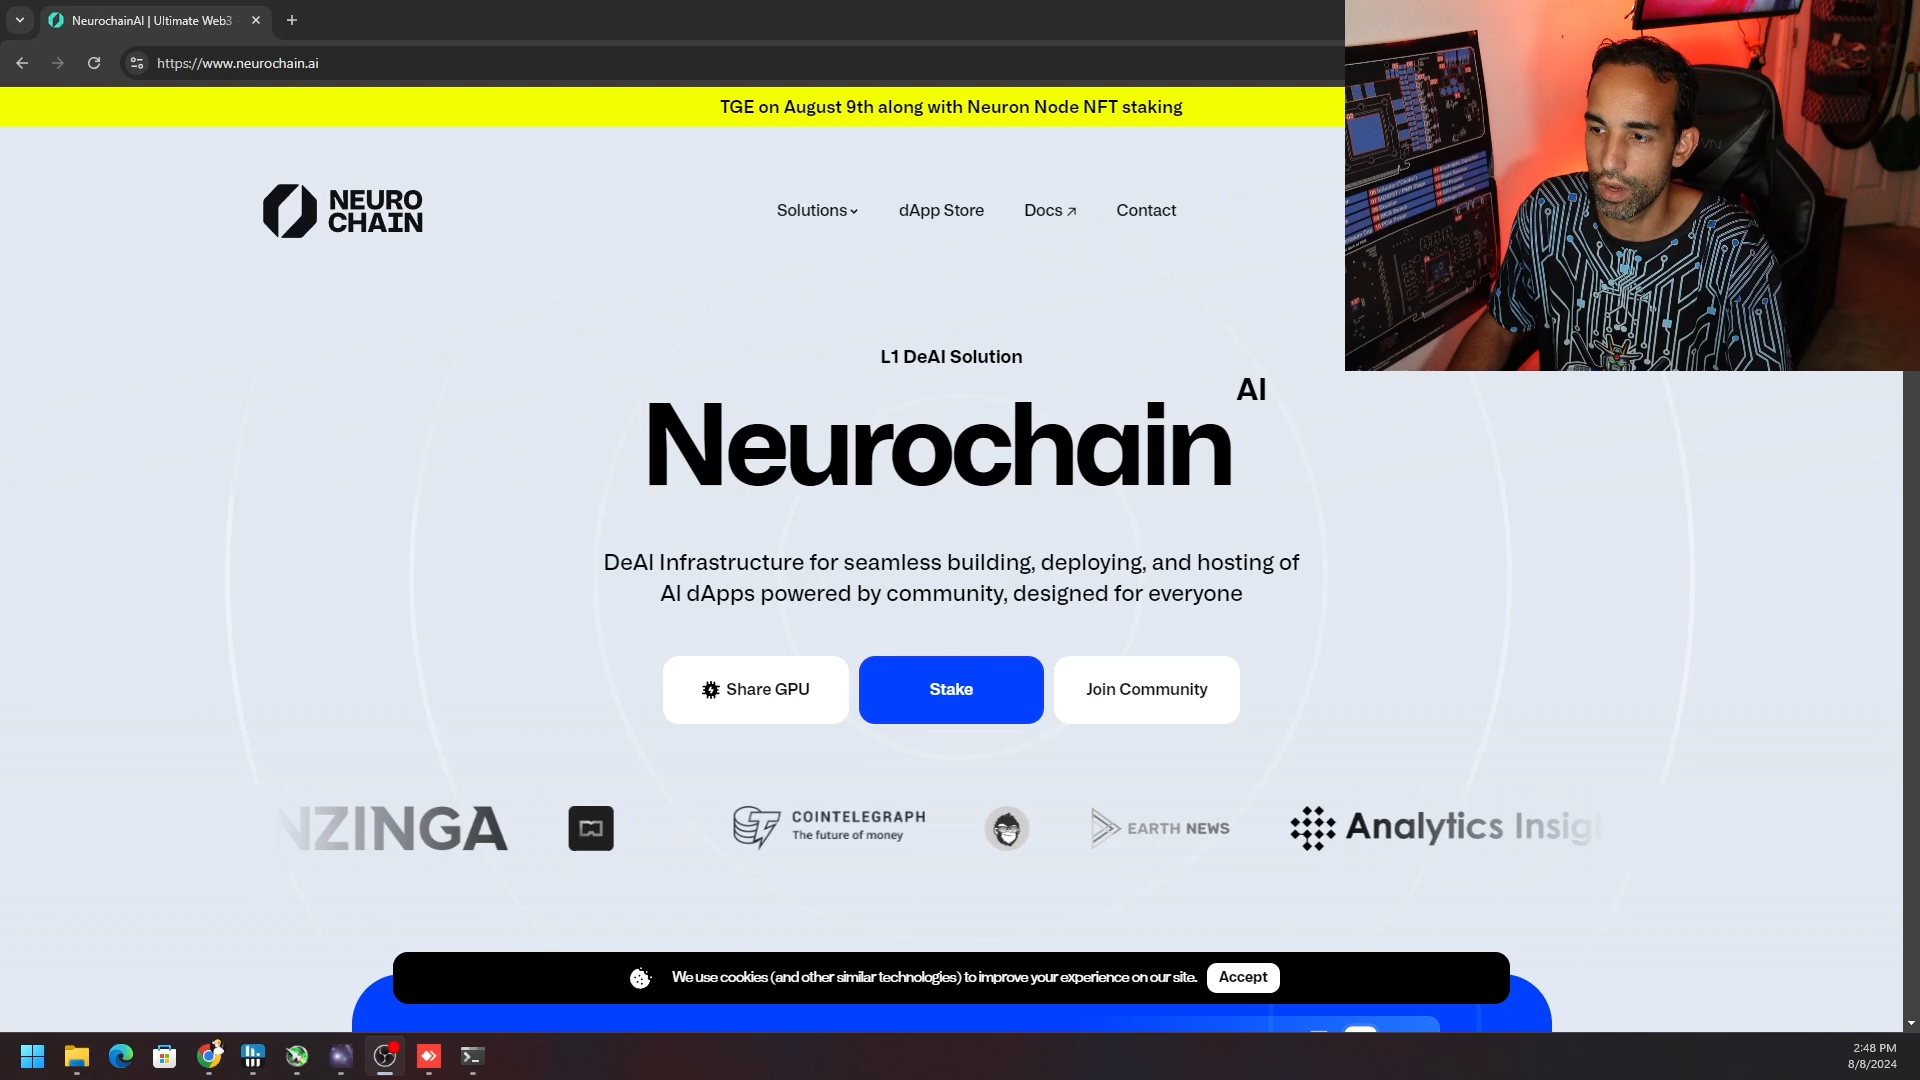 NeurochainAI | Ultimate Web3
https://www.neurochain.ai
TGE on August 9th along with Neuron Node NFT staking
NEURO
CHAIN
Solutions
dApp Store
Docs
Contact
L1 DeAI Solution
Neurochain
AI
DeAI Infrastructure for seamless building, deploying, and hosting of
AI dApps powered by community, designed for everyone
Share GPU
Stake
Join Community
NZINGA
COINTELEGRAPH
The future of money
EARTH NEWS
Analytics Insig
We use cookies (and other similar technologies) to improve your experience on our site.
Accept
2:48 PM
8/8/2024